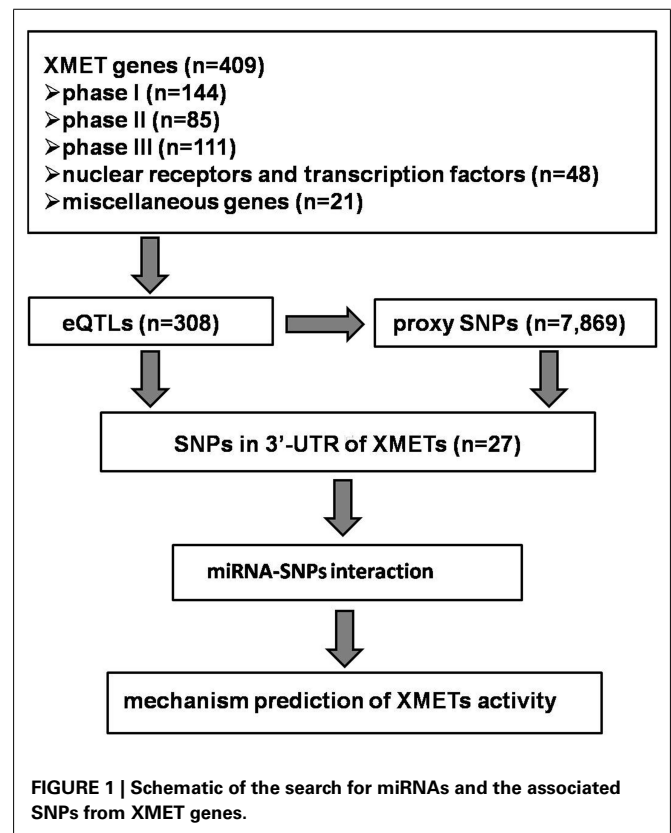 XMET genes (n=409)
➢phase I (n=144)
➢phase II (n=85)
➢phase III (n=111)
➢nuclear receptors and transcription factors (n=48)
➢miscellaneous genes (n=21)
eQTLs (n=308)
proxy SNPs (n=7,869)
SNPs in 3’-UTR of XMETs (n=27)
miRNA-SNPs interaction
mechanism prediction of XMETs activity
FIGURE 1 | Schematic of the search for miRNAs and the associated
SNPs from XMET genes.